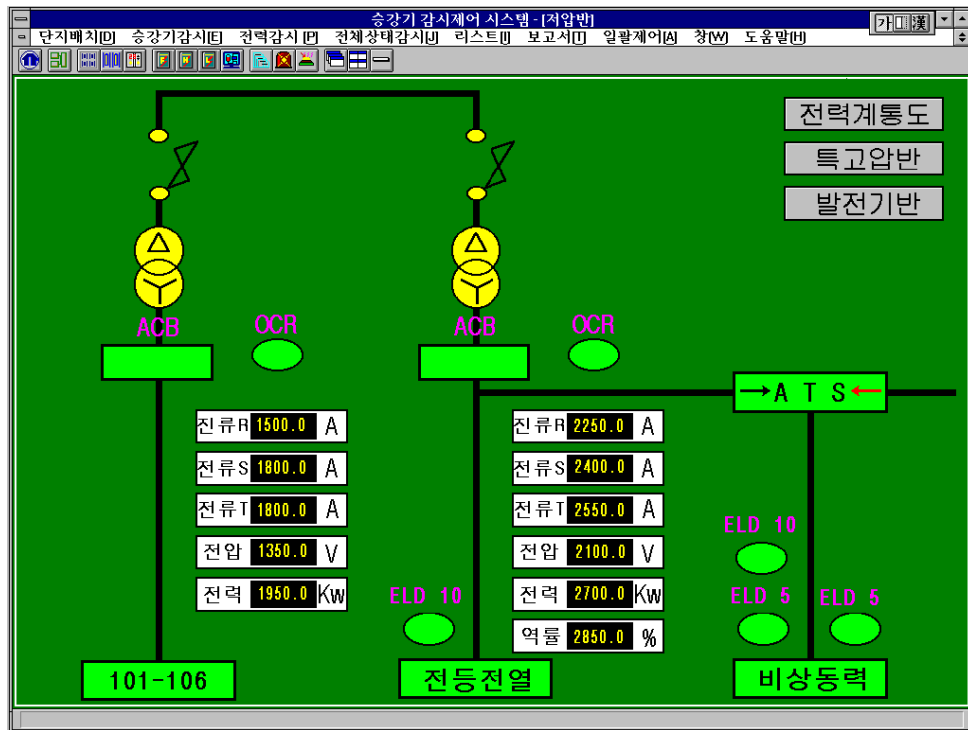 승강기 감시제어 시스템 - [저압반]
가 漢
단지배치[D] 승강기감시[E] 전력감시 [P] 전체상태감시[J] 리스트[I] 보고서[T] 일괄제어[A] 창[W] 도움말[H]
전력계통도
특고압반
발전기반
ACB OCR ACB OCR
→A T S←
진류R 1500.0 A
전류S 1800.0 A
전류T 1800.0 A
전압 1350.0 V
전력 1950.0 Kw
진류R 2250.0 A
전류S 2400.0 A
전류T 2550.0 A
전압 2100.0 V
전력 2700.0 Kw
역률 2850.0 %
ELD 10
ELD 10
ELD 5 ELD 5
101-106
전등전열
비상동력